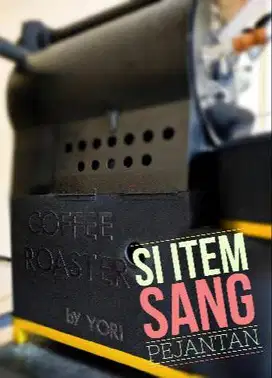 COFFEE
ROASTER
by YORI
SI ITEM
SANG
PEJANTAN